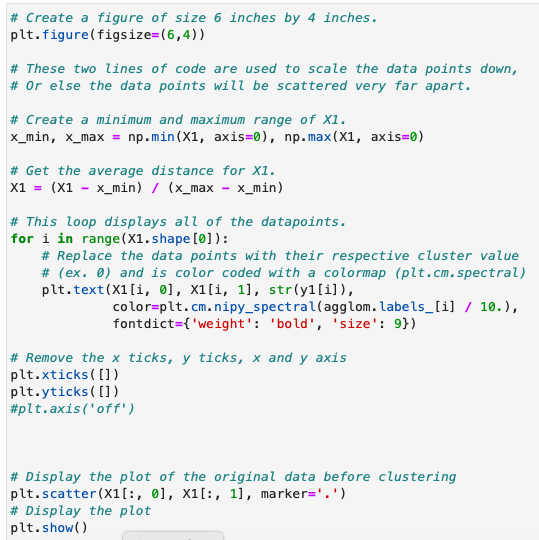 # Create a figure of size 6 inches by 4 inches.
plt.figure(figsize=(6,4))
# These two lines of code are used to scale the data points down,
# Or else the data points will be scattered very far apart.
# Create a minimum and maximum range of X1.
x_min, x_max = np.min(X1, axis=0), np.max(X1, axis=0)
# Get the average distance for X1.
X1 = (X1 - x_min) / (x_max - x_min)
# This loop displays all of the datapoints.
for i in range(X1.shape[0]):
    # Replace the data points with their respective cluster value
    # (ex. 0) and is color coded with a colormap (plt.cm.spectral)
    plt.text(X1[i, 0], X1[i, 1], str(y1[i]),
             color=plt.cm.nipy_spectral(agglom.labels_[i] / 10.),
             fontdict={'weight': 'bold', 'size': 9})
# Remove the x ticks, y ticks, x and y axis
plt.xticks([])
plt.yticks([])
#plt.axis('off')
# Display the plot of the original data before clustering
plt.scatter(X1[:, 0], X1[:, 1], marker='.')
# Display the plot
plt.show()